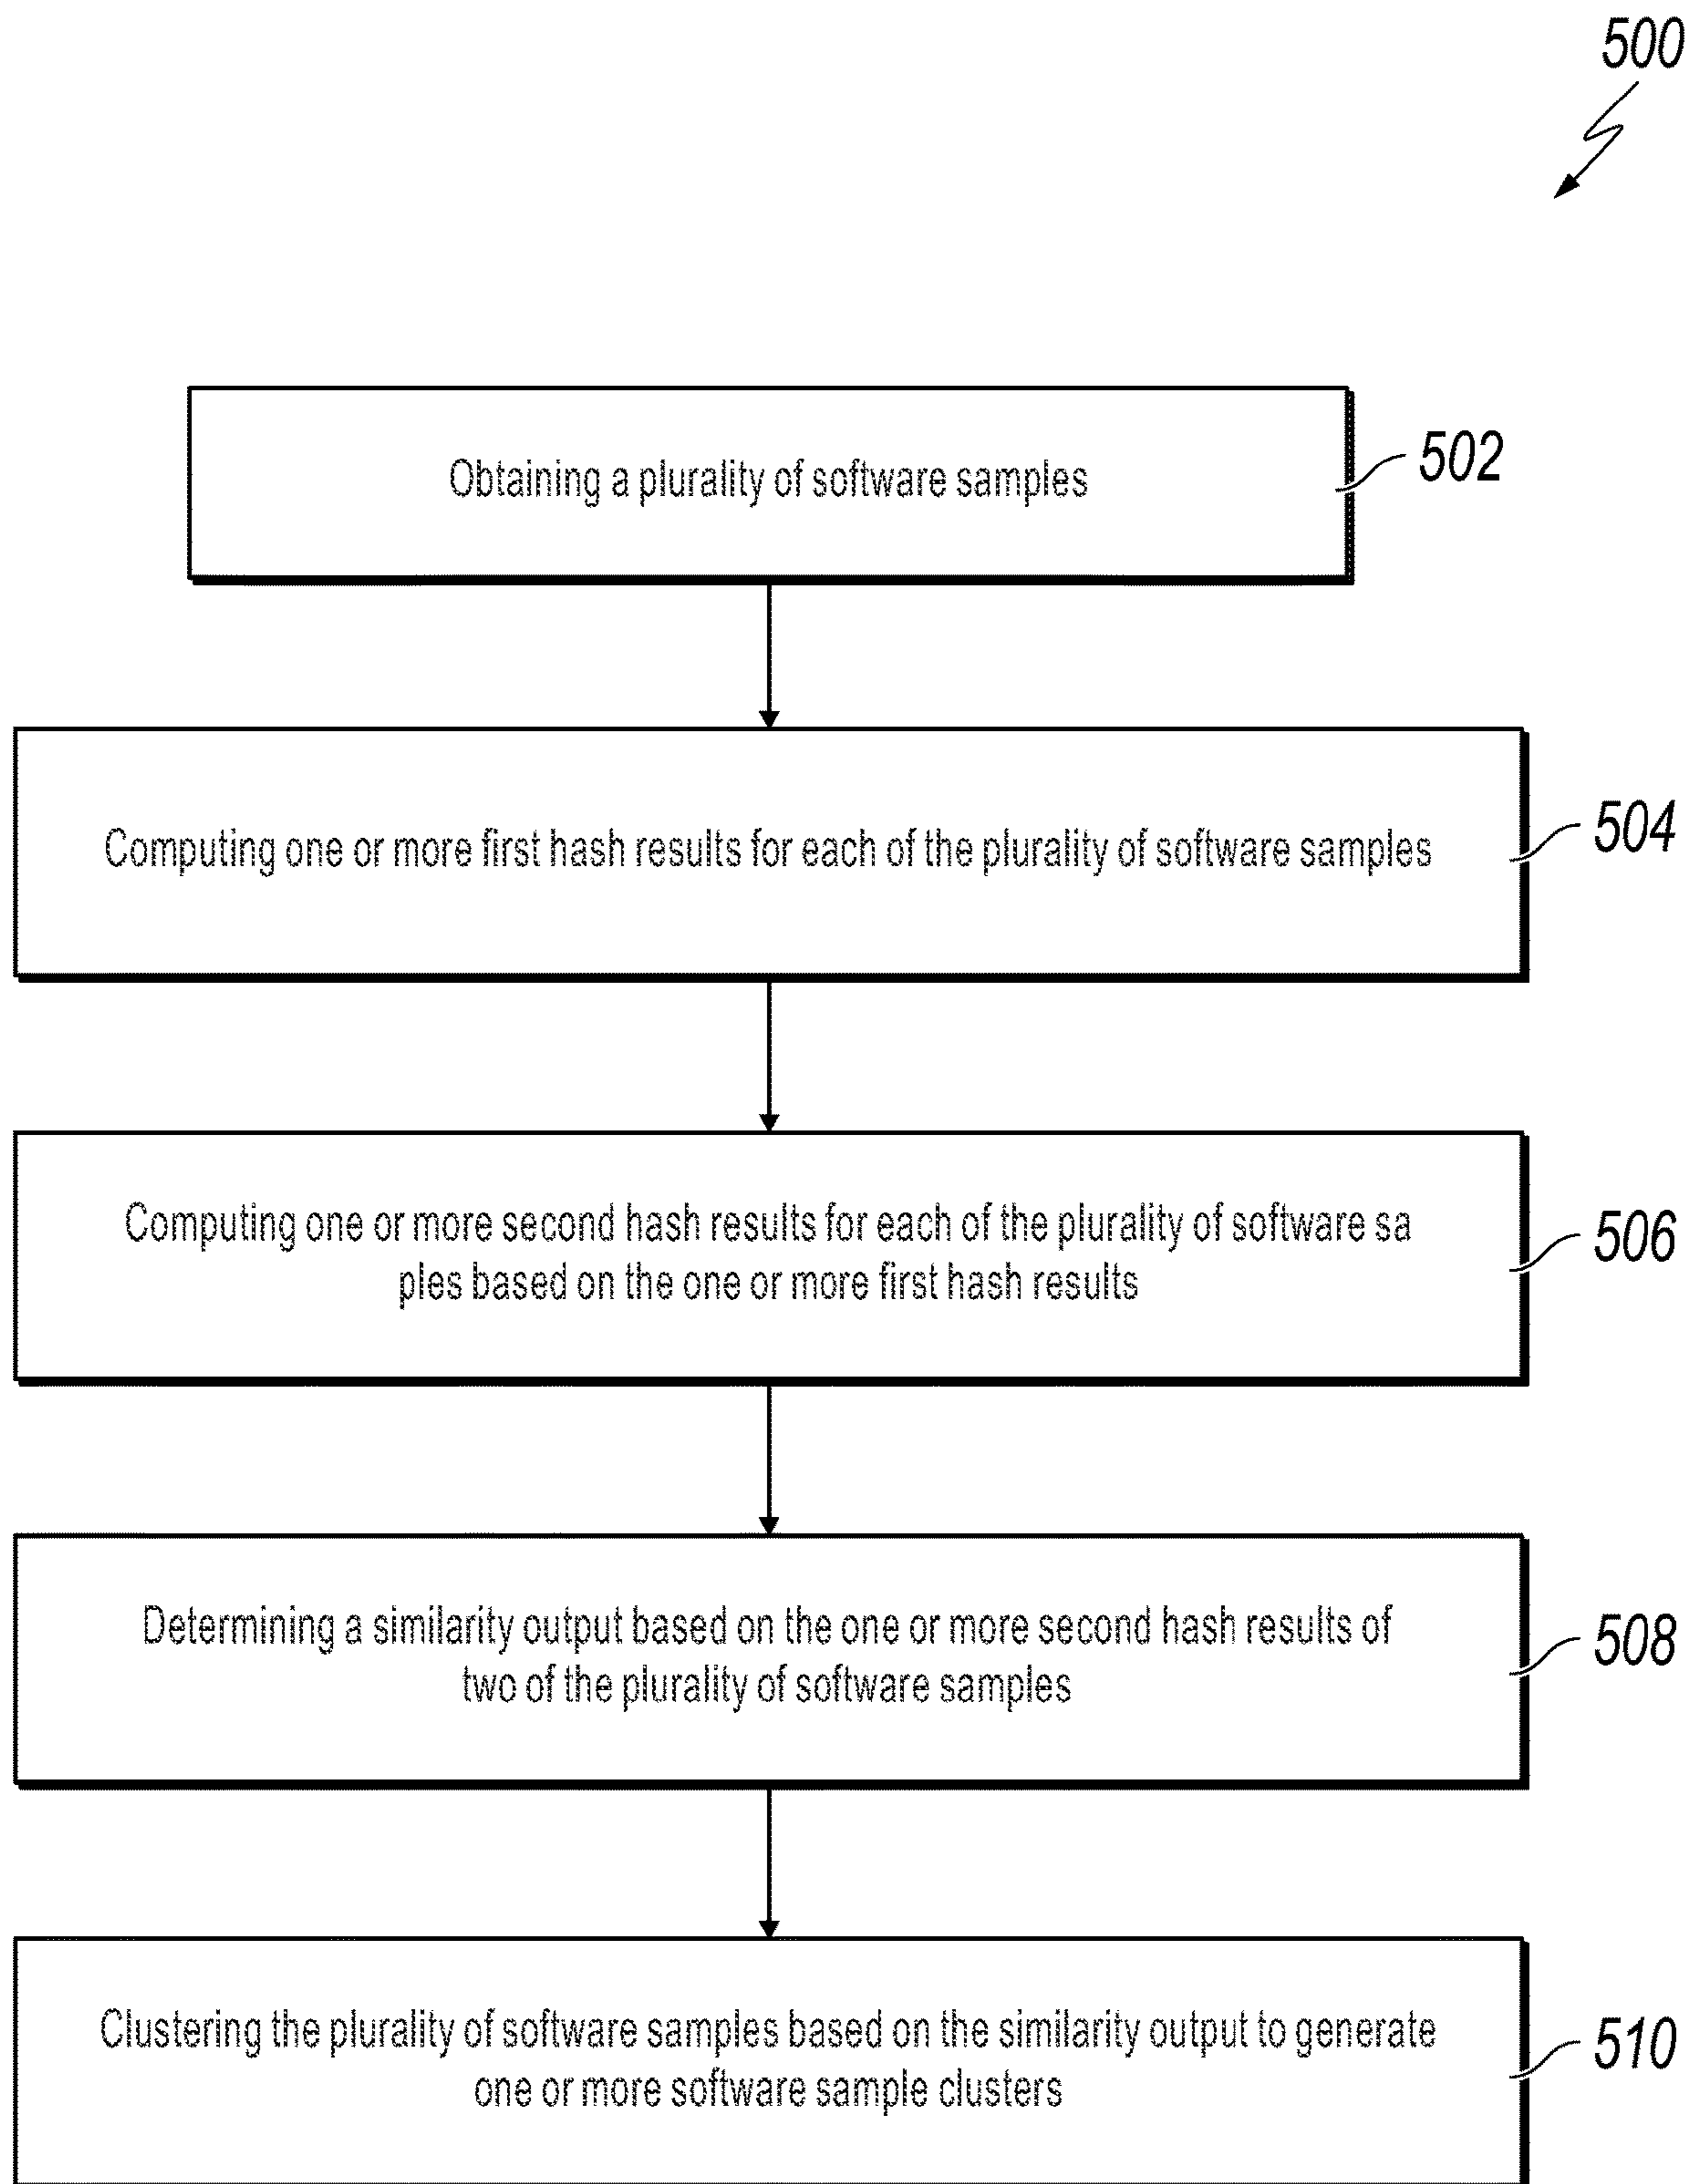 500
Obtaining a plurality of software samples
502
Computing one or more first hash results for each of the plurality of software samples
504
Computing one or more second hash results for each of the plurality of software sa
ples based on the one or more first hash results
506
Determining a similarity output based on the one or more second hash results of
two of the plurality of software samples
508
Clustering the plurality of software samples based on the similarity output to generate
one or more software sample clusters
510